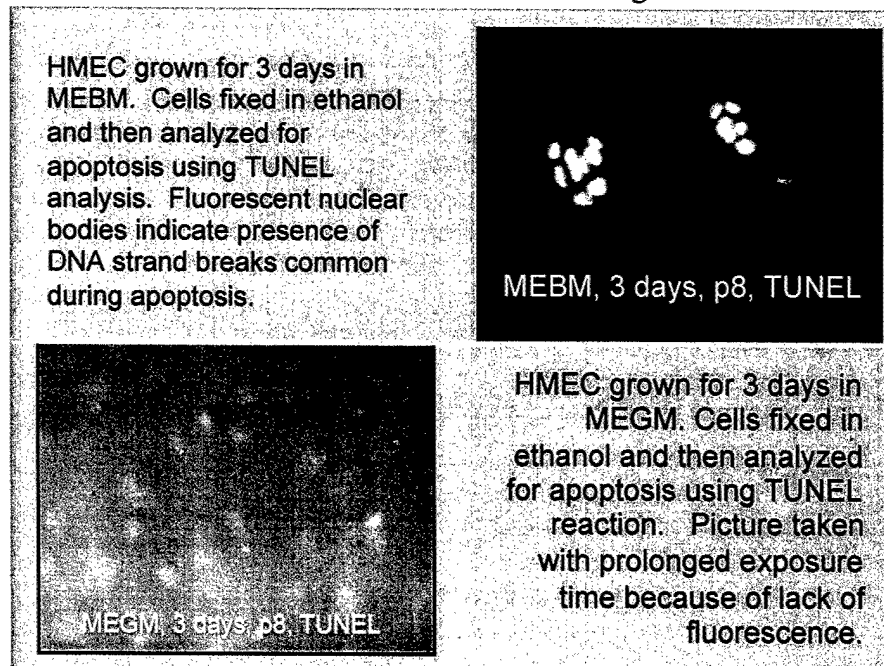 HMEC grown for 3 days in
MEBM. Cells fixed in ethanol
and then analyzed for
apoptosis using TUNEL
analysis. Fluorescent nuclear
bodies indicate presence of
DNA strand breaks common
during apoptosis.
MEBM, 3 days, p8, TUNEL
MEGM, 3 days, p8, TUNEL
HMEC grown for 3 days in
MEGM. Cells fixed in
ethanol and then analyzed
for apoptosis using TUNEL
reaction. Picture taken
with prolonged exposure
time because of lack of
fluorescence.